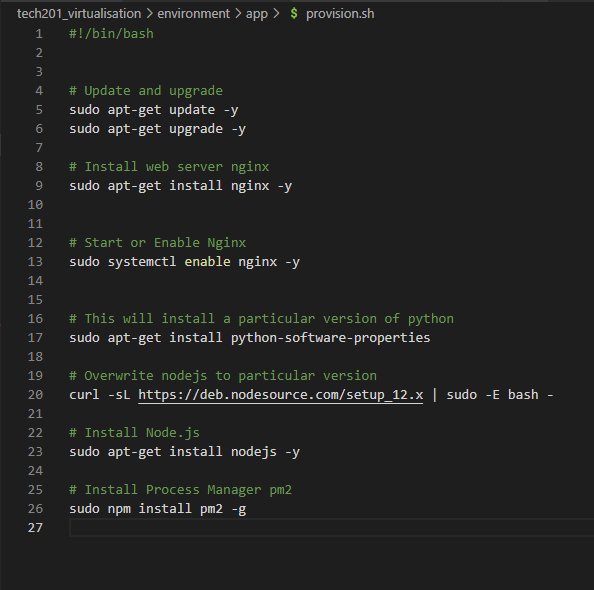 tech201_virtualisation > environment > app > $ provision.sh
1 #!/bin/bash
2
3
4 # Update and upgrade
5 sudo apt-get update -y
6 sudo apt-get upgrade -y
7
8 # Install web server nginx
9 sudo apt-get install nginx -y
10
11
12 # Start or Enable Nginx
13 sudo systemctl enable nginx -y
14
15
16 # This will install a particular version of python
17 sudo apt-get install python-software-properties
18
19 # Overwrite nodejs to particular version
20 curl -sL https://deb.nodesource.com/setup_12.x | sudo -E bash -
21
22 # Install Node.js
23 sudo apt-get install nodejs -y
24
25 # Install Process Manager pm2
26 sudo npm install pm2 -g
27